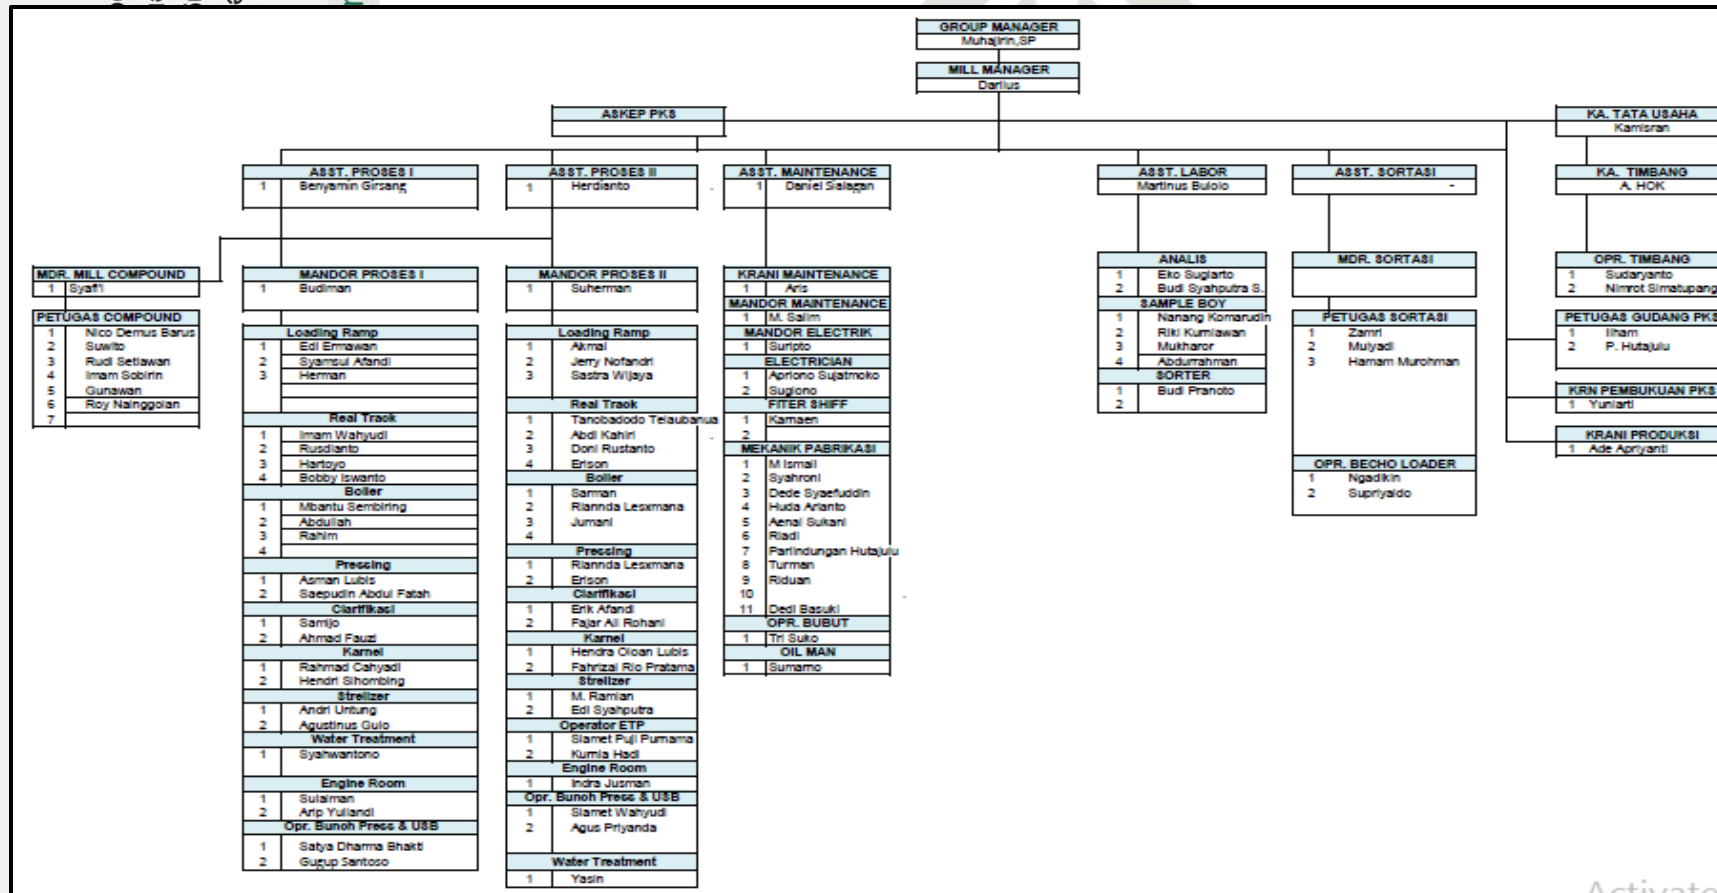 GROUP MANAGER
Muhajirin,SP
MILL MANAGER
Darlius
ASKEP PKS
KA. TATA USAHA
Kamisran
ASST. PROSES I
1 Benyamin Girsang
ASST. PROSES II
1 Herdianto
ASST. MAINTENANCE
1 Daniel Sialagan
ASST. LABOR
Martinus Bulolo
ASST. SORTASI
-
KA. TIMBANG
A. HOK
MDR. MILL COMPOUND
1 Syafi'i
PETUGAS COMPOUND
1 Nico Demus Barus
2 Suwito
3 Rudi Setiawan
4 Imam Sobirin
5 Gunawan
6 Roy Nainggolan
7
MANDOR PROSES I
1 Budiman
Loading Ramp
1 Edi Ermawan
2 Syamsul Afandi
3 Herman
Real Track
1 Imam Wahyudi
2 Rusdianto
3 Hartoyo
4 Bobby Iswanto
Boiler
1 Mbantu Sembiring
2 Abdullah
3 Rahim
4
Pressing
1 Asman Lubis
2 Saepudin Abdul Fatah
Clarifikasi
1 Samijo
2 Ahmad Fauzi
Karnel
1 Rahmad Cahyadi
2 Hendri Sihombing
Strelizer
1 Andri Untung
2 Agustinus Gulo
Water Treatment
1 Syahwantono
Engine Room
1 Sulaiman
2 Arip Yuliandi
Opr. Bunch Press & USB
1 Satya Dharma Bhakti
2 Gugup Santoso
MANDOR PROSES II
1 Suherman
Loading Ramp
1 Akmal
2 Jerry Nofandri
3 Sastra Wijaya
Real Track
1 Tanobadodo Telaubanua
2 Abdi Kahiri
3 Doni Rustanto
4 Erison
Boiler
1 Sarman
2 Riannda Lesxmana
3 Jumani
4
Pressing
1 Riannda Lesxmana
2 Erison
Clarifikasi
1 Erik Afandi
2 Fajar Ali Rohani
Karnel
1 Hendra Oloan Lubis
2 Fahrizal Rio Pratama
Strelizer
1 M. Ramlan
2 Edi Syahputra
Operator ETP
1 Slamet Puji Purnama
2 Kurnia Hadi
Engine Room
1 Indra Jusman
Opr. Bunch Press & USB
1 Slamet Wahyudi
2 Agus Priyanda
Water Treatment
1 Yasin
KRANI MAINTENANCE
1 Aris
MANDOR MAINTENANCE
1 M. Salim
MANDOR ELECTRIK
1 Suripto
ELECTRICIAN
1 Apriono Sujatmoko
2 Sugiono
FITER SHIFF
1 Kamaen
2
MEKANIK PABRIKASI
1 M Ismail
2 Syahroni
3 Dede Syaefuddin
4 Huda Arianto
5 Aenal Sukani
6 Riadi
7 Parlindungan Hutajulu
8 Turman
9 Riduan
10
11 Dedi Basuki
OPR. BUBUT
1 Tri Suko
OIL MAN
1 Sumarno
ANALIS
1 Eko Sugiarto
2 Budi Syahputra S.
SAMPLE BOY
1 Nanang Komarudin
2 Riki Kurniawan
3 Mukharor
4 Abdurrahman
SORTER
1 Budi Pranoto
2
MDR. SORTASI
PETUGAS SORTASI
1 Zamri
2 Mulyadi
3 Hamam Murohman
OPR. BECHO LOADER
1 Ngadikin
2 Supriyaldo
OPR. TIMBANG
1 Sudaryanto
2 Nimrot Simatupang
PETUGAS GUDANG PKS
1 Ilham
2 P. Hutajulu
KRN PEMBUKUAN PKS
1 Yuniarti
KRANI PRODUKSI
1 Ade Apriyanti
Activate